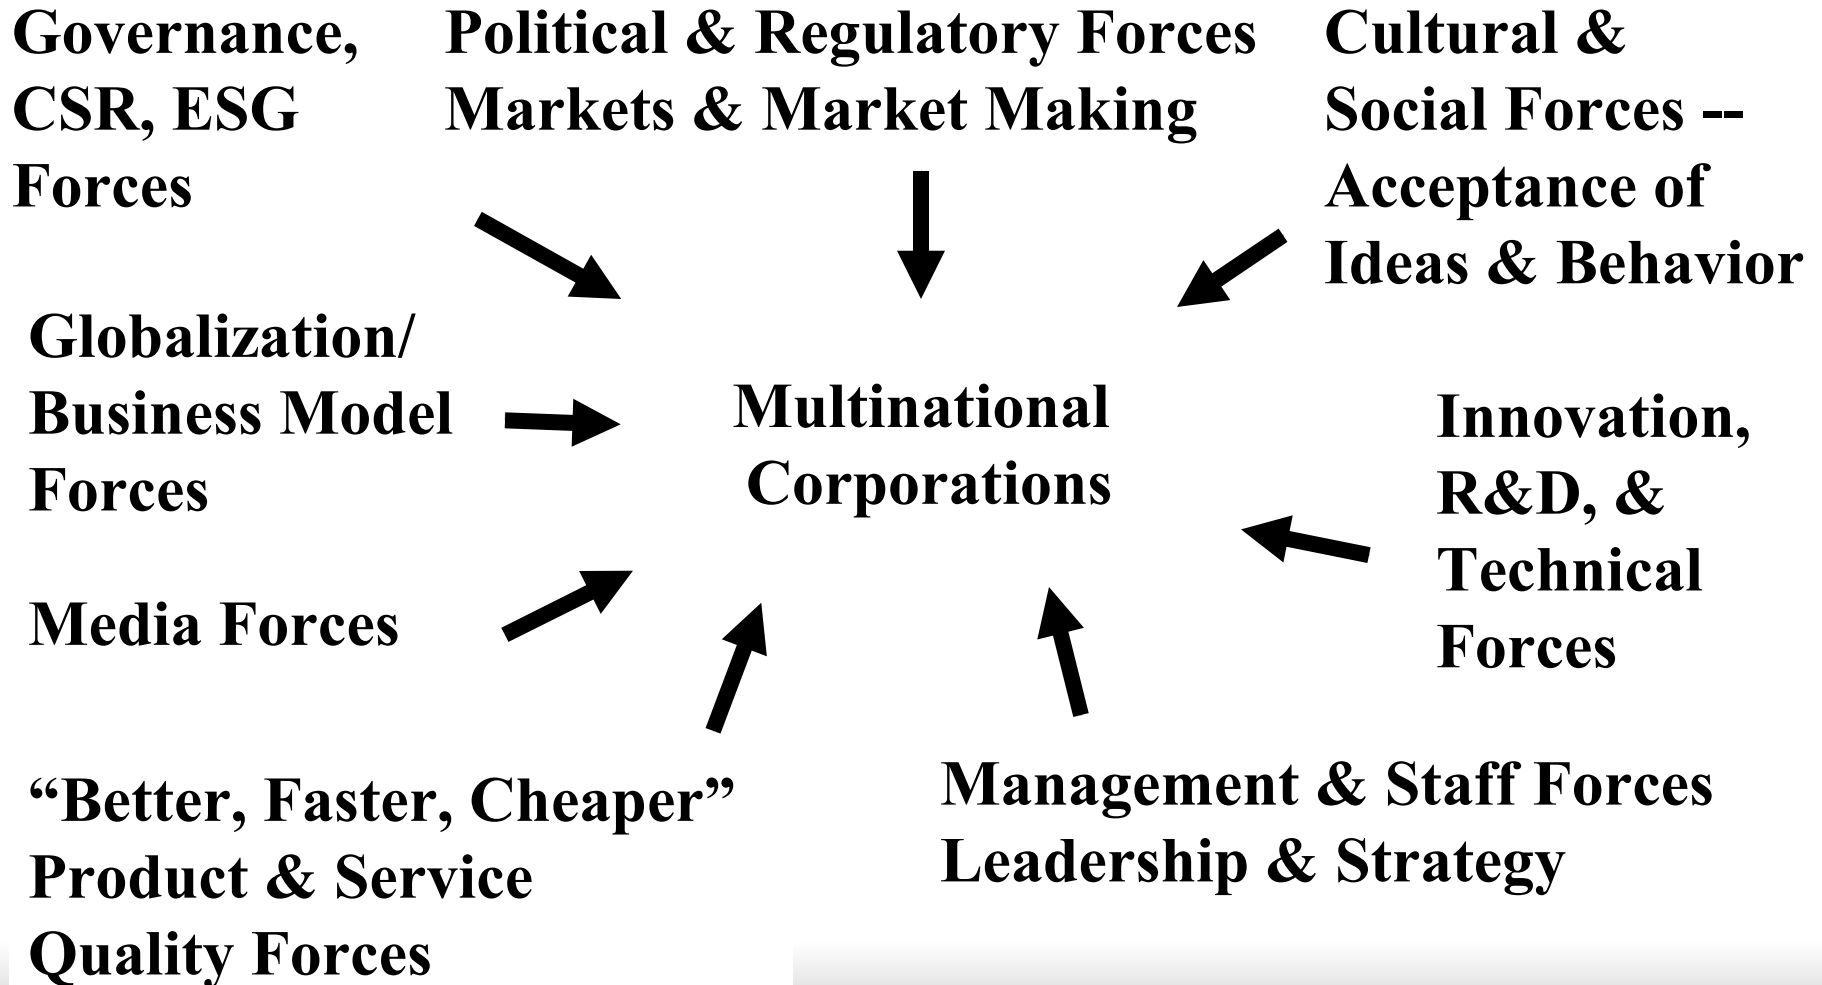 Governance,
CSR, ESG
Forces
Political & Regulatory Forces
Markets & Market Making
Cultural &
Social Forces --
Acceptance of
Ideas & Behavior
Globalization/
Business Model
Forces
Multinational
Corporations
Innovation,
R&D, &
Technical
Forces
Media Forces
“Better, Faster, Cheaper”
Product & Service
Quality Forces
Management & Staff Forces
Leadership & Strategy